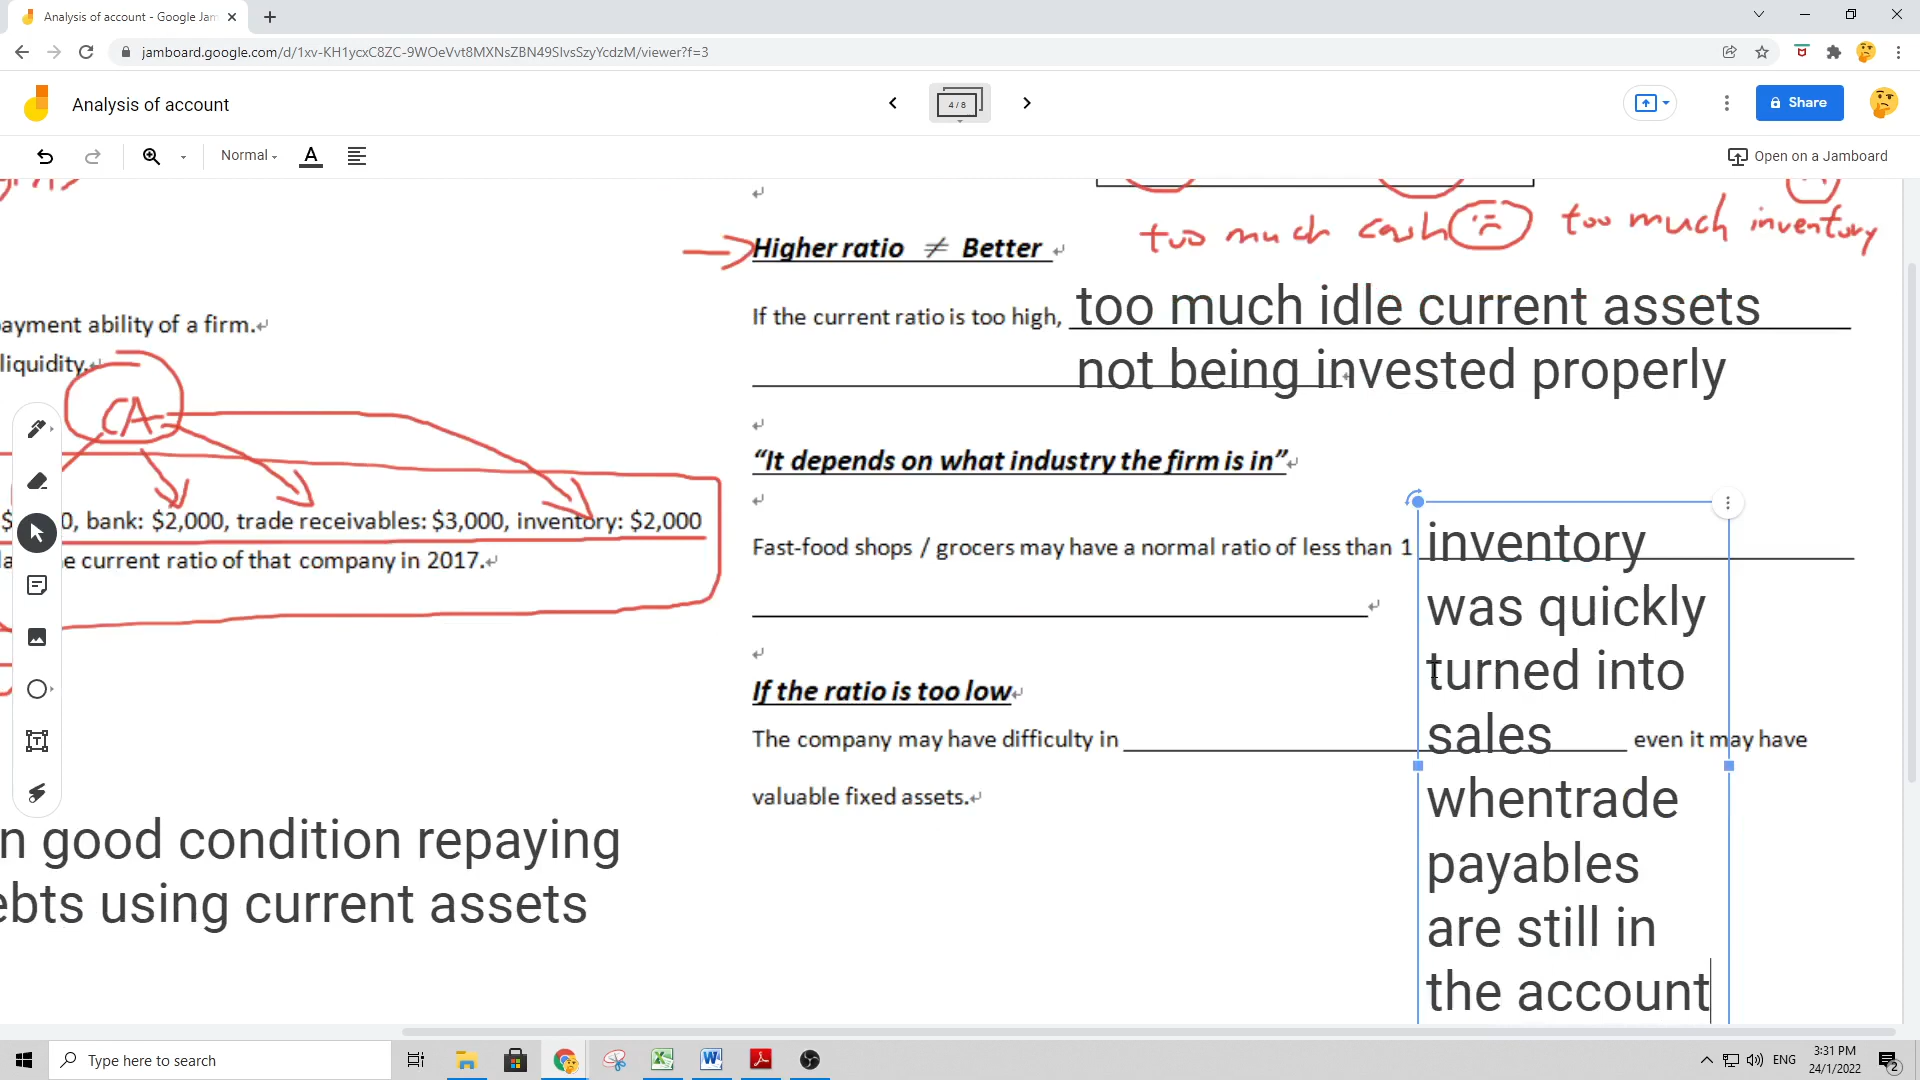 Analysis of account - Google Jam
jamboard.google.com/d/1xv-KH1ycxC8ZC-9WOeVvt8MXNsZBN49SIvsSzyYcdzM/viewer?f=3
Analysis of account
4 / 8
Share
Normal
A
Open on a Jamboard
too much cash
too much inventory
Higher ratio ≠ Better
If the current ratio is too high,
too much idle current assets
not being invested properly
ayment ability of a firm.
liquidity.
CA
"It depends on what industry the firm is in"
0, bank: $2,000, trade receivables: $3,000, inventory: $2,000
e current ratio of that company in 2017.
Fast-food shops / grocers may have a normal ratio of less than 1
inventory
was quickly
turned into
sales
whentrade
payables
are still in
the account
If the ratio is too low
The company may have difficulty in ____ even it may have
valuable fixed assets.
n good condition repaying
ebts using current assets
Type here to search
ENG
3:31 PM
24/1/2022
2